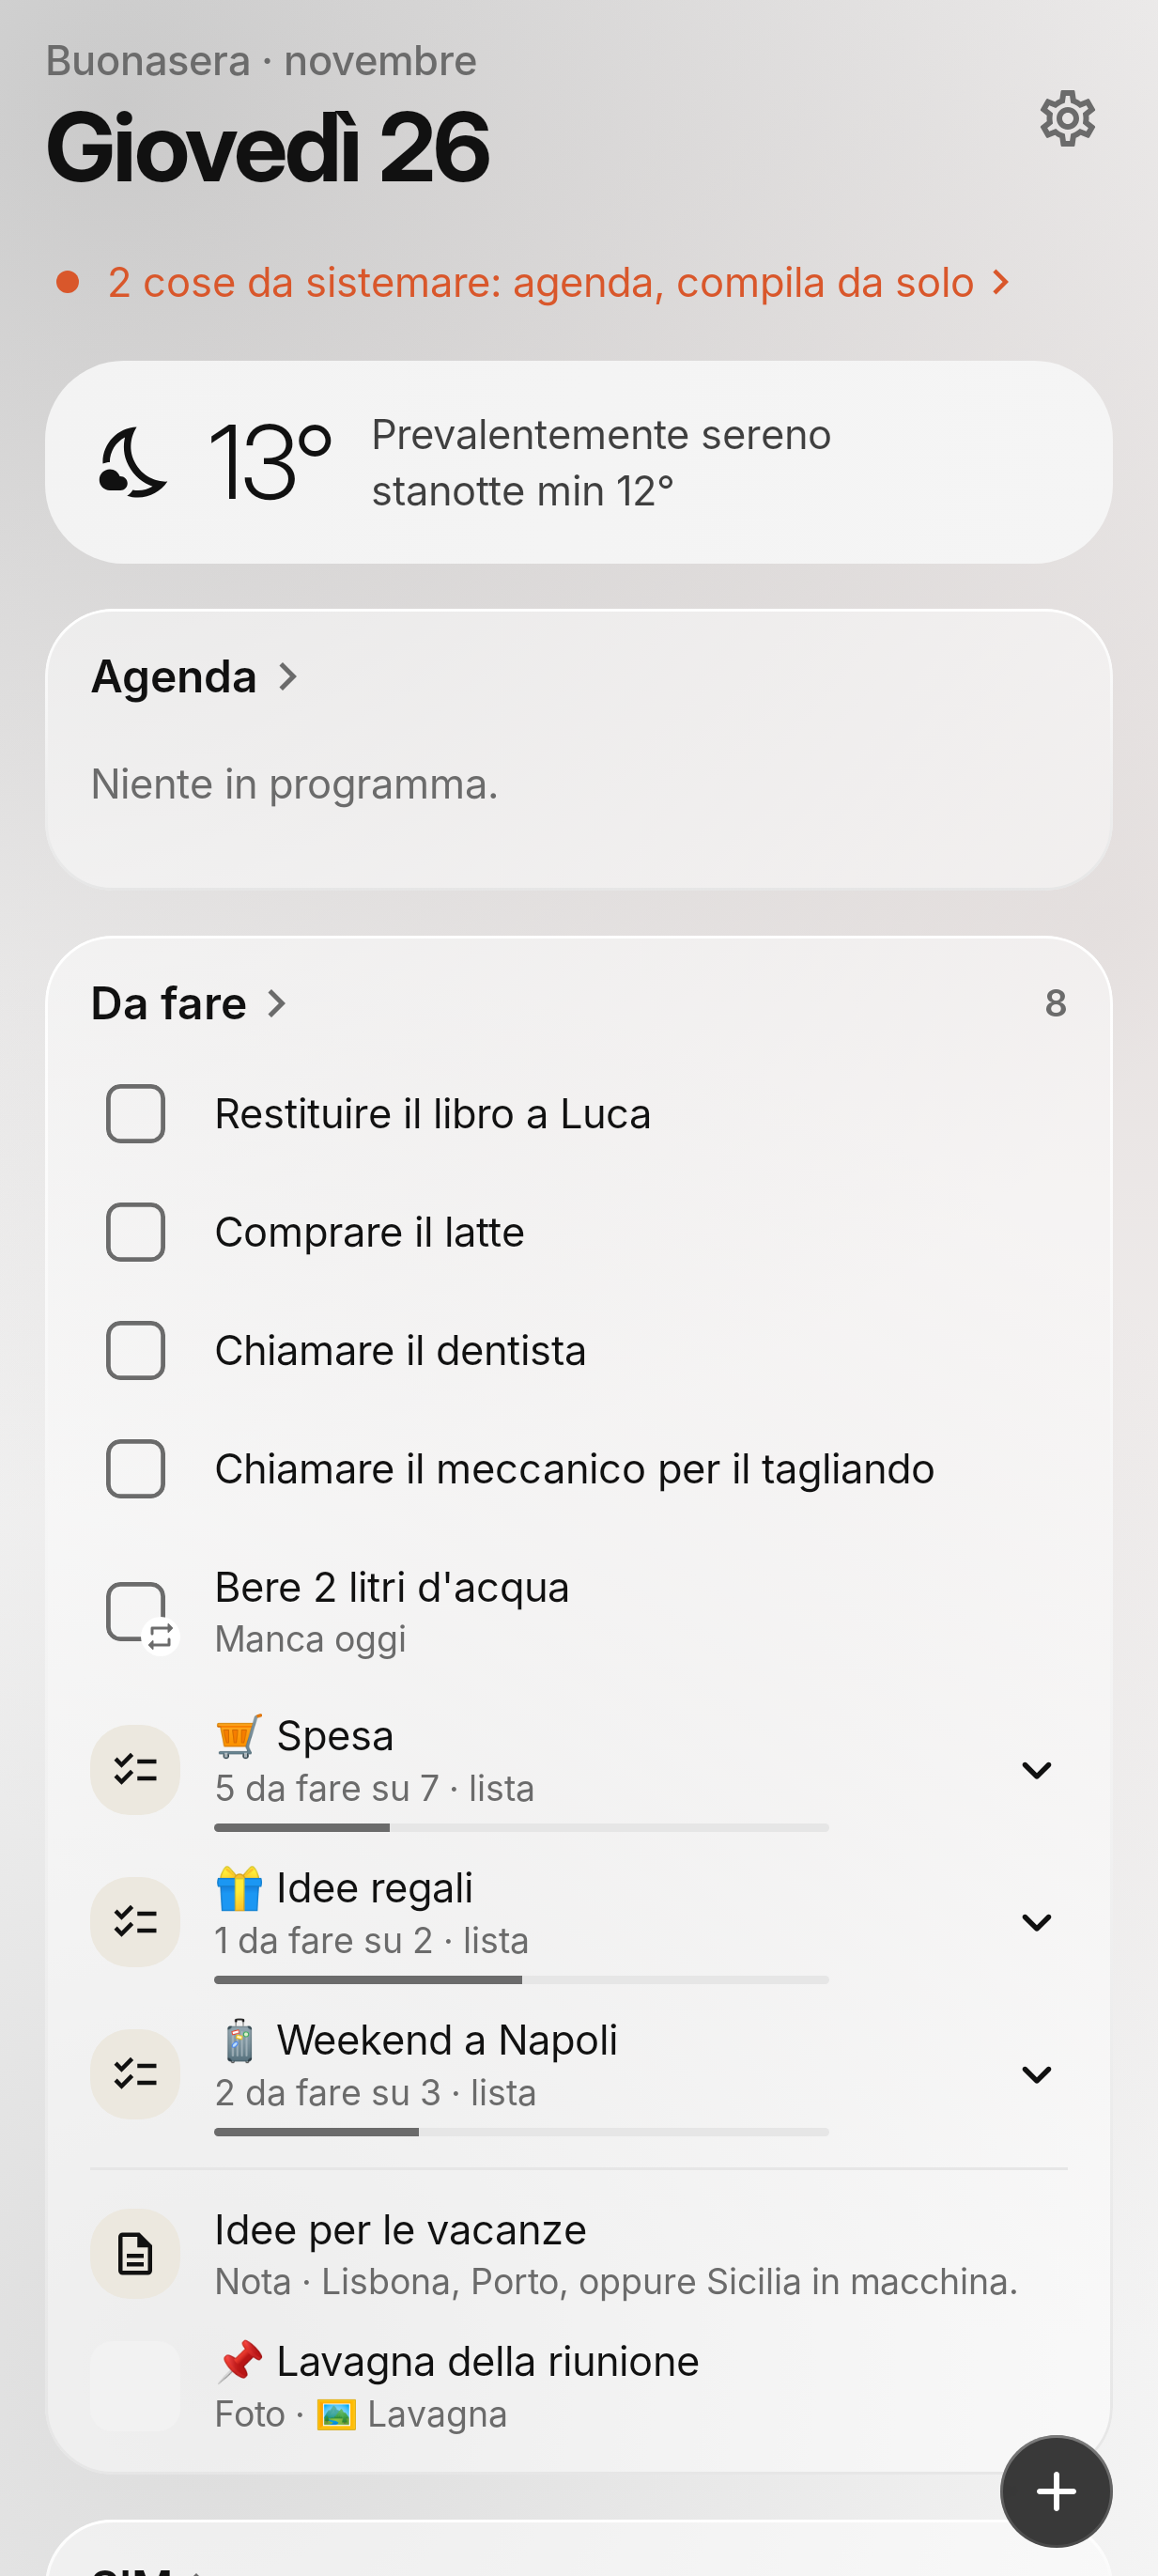 Buonasera · novembre
Giovedì 26
2 cose da sistemare: agenda, compila da solo
13°
Prevalentemente sereno
stanotte min 12°
Agenda
Niente in programma.
Da fare
8
Restituire il libro a Luca
Comprare il latte
Chiamare il dentista
Chiamare il meccanico per il tagliando
Bere 2 litri d'acqua
Manca oggi
🛒 Spesa
5 da fare su 7 · lista
🎁 Idee regali
1 da fare su 2 · lista
🧳 Weekend a Napoli
2 da fare su 3 · lista
Idee per le vacanze
Nota · Lisbona, Porto, oppure Sicilia in macchina.
📌 Lavagna della riunione
Foto · 🖼️ Lavagna